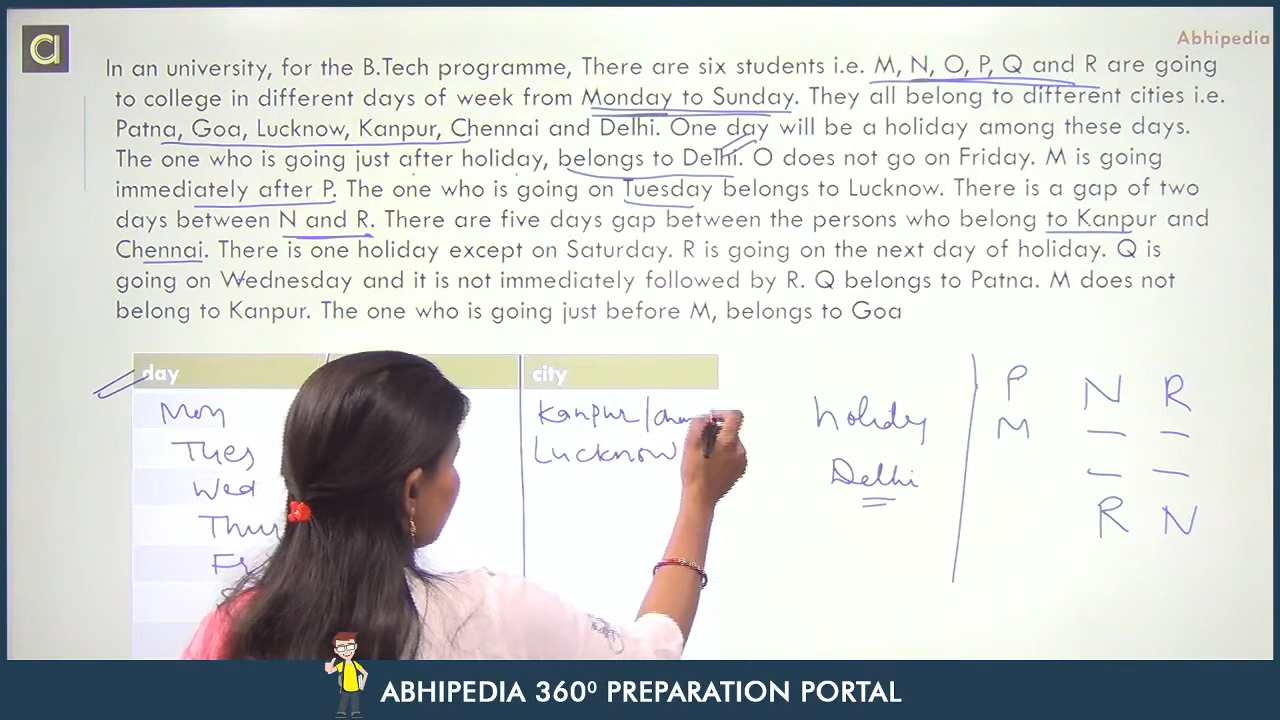 Abhipedia
In an university, for the B.Tech programme, There are six students i.e. M, N, O, P, Q and R are going
to college in different days of week from Monday to Sunday. They all belong to different cities i.e.
Patna, Goa, Lucknow, Kanpur, Chennai and Delhi. One day will be a holiday among these days.
The one who is going just after holiday, belongs to Delhi. O does not go on Friday. M is going
immediately after P. The one who is going on Tuesday belongs to Lucknow. There is a gap of two
days between N and R. There are five days gap between the persons who belong to Kanpur and
Chennai. There is one holiday except on Saturday. R is going on the next day of holiday. Q is
going on Wednesday and it is not immediately followed by R. Q belongs to Patna. M does not
belong to Kanpur. The one who is going just before M, belongs to Goa
day city
Mon Kanpur/
Tues Lucknow
Wed
Thur
holiday
Delhi
P
M
N R
R N
ABHIPEDIA 360⁰ PREPARATION PORTAL